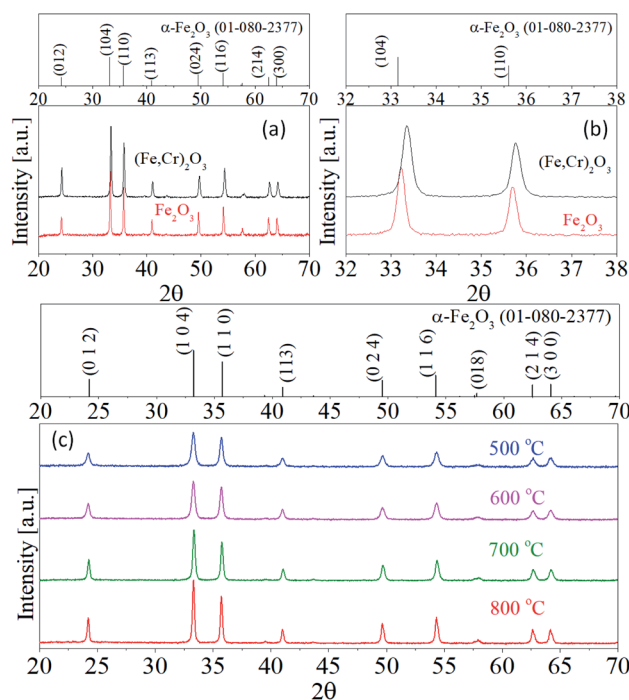 α-Fe₂O₃ (01-080-2377)
(012)
(104)
(110)
(113)
(024)
(116)
(214)
(300)
20 30 40 50 60 70
(a)
(Fe,Cr)₂O₃
Fe₂O₃
Intensity [a.u.]
20 30 40 50 60 70
2θ
α-Fe₂O₃ (01-080-2377)
(104)
(110)
32 33 34 35 36 37 38
(b)
(Fe,Cr)₂O₃
Fe₂O₃
Intensity [a.u.]
32 33 34 35 36 37 38
2θ
α-Fe₂O₃ (01-080-2377)
(0 1 2)
(1 0 4)
(1 1 0)
(113)
(0 2 4)
(1 1 6)
(018)
(2 1 4)
(3 0 0)
20 25 30 35 40 45 50 55 60 65 70
(c)
500 °C
600 °C
700 °C
800 °C
Intensity [a.u.]
20 25 30 35 40 45 50 55 60 65 70
2θ